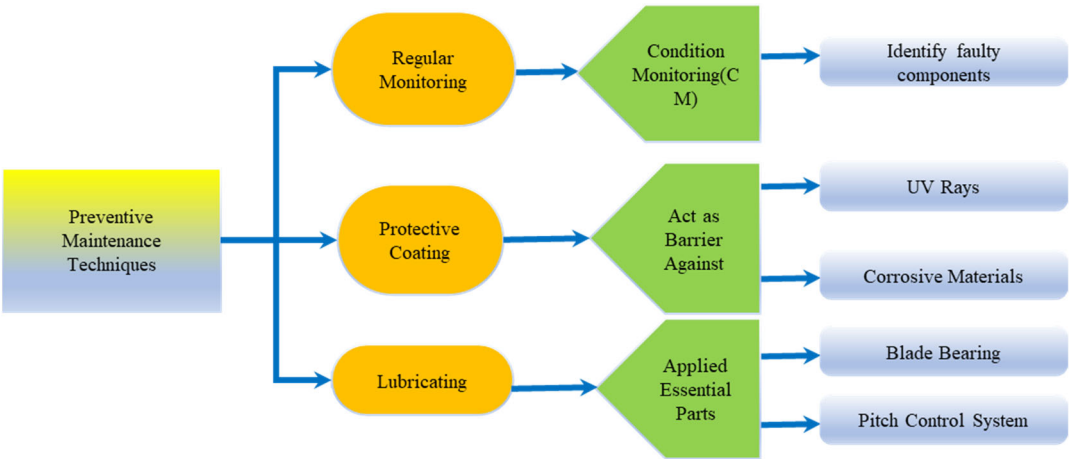 Preventive
Maintenance
Techniques
Regular
Monitoring
Condition
Monitoring(C
M)
Identify faulty
components
Protective
Coating
Act as
Barrier
Against
UV Rays
Corrosive Materials
Lubricating
Applied
Essential
Parts
Blade Bearing
Pitch Control System